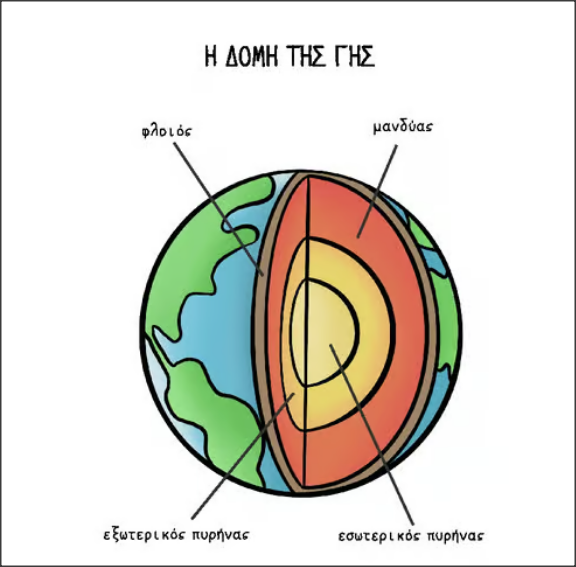 Η ΔΟΜΗ ΤΗΣ ΓΗΣ
φλοιός
μανδύας
εξωτερικός πυρήνας
εσωτερικός πυρήνας